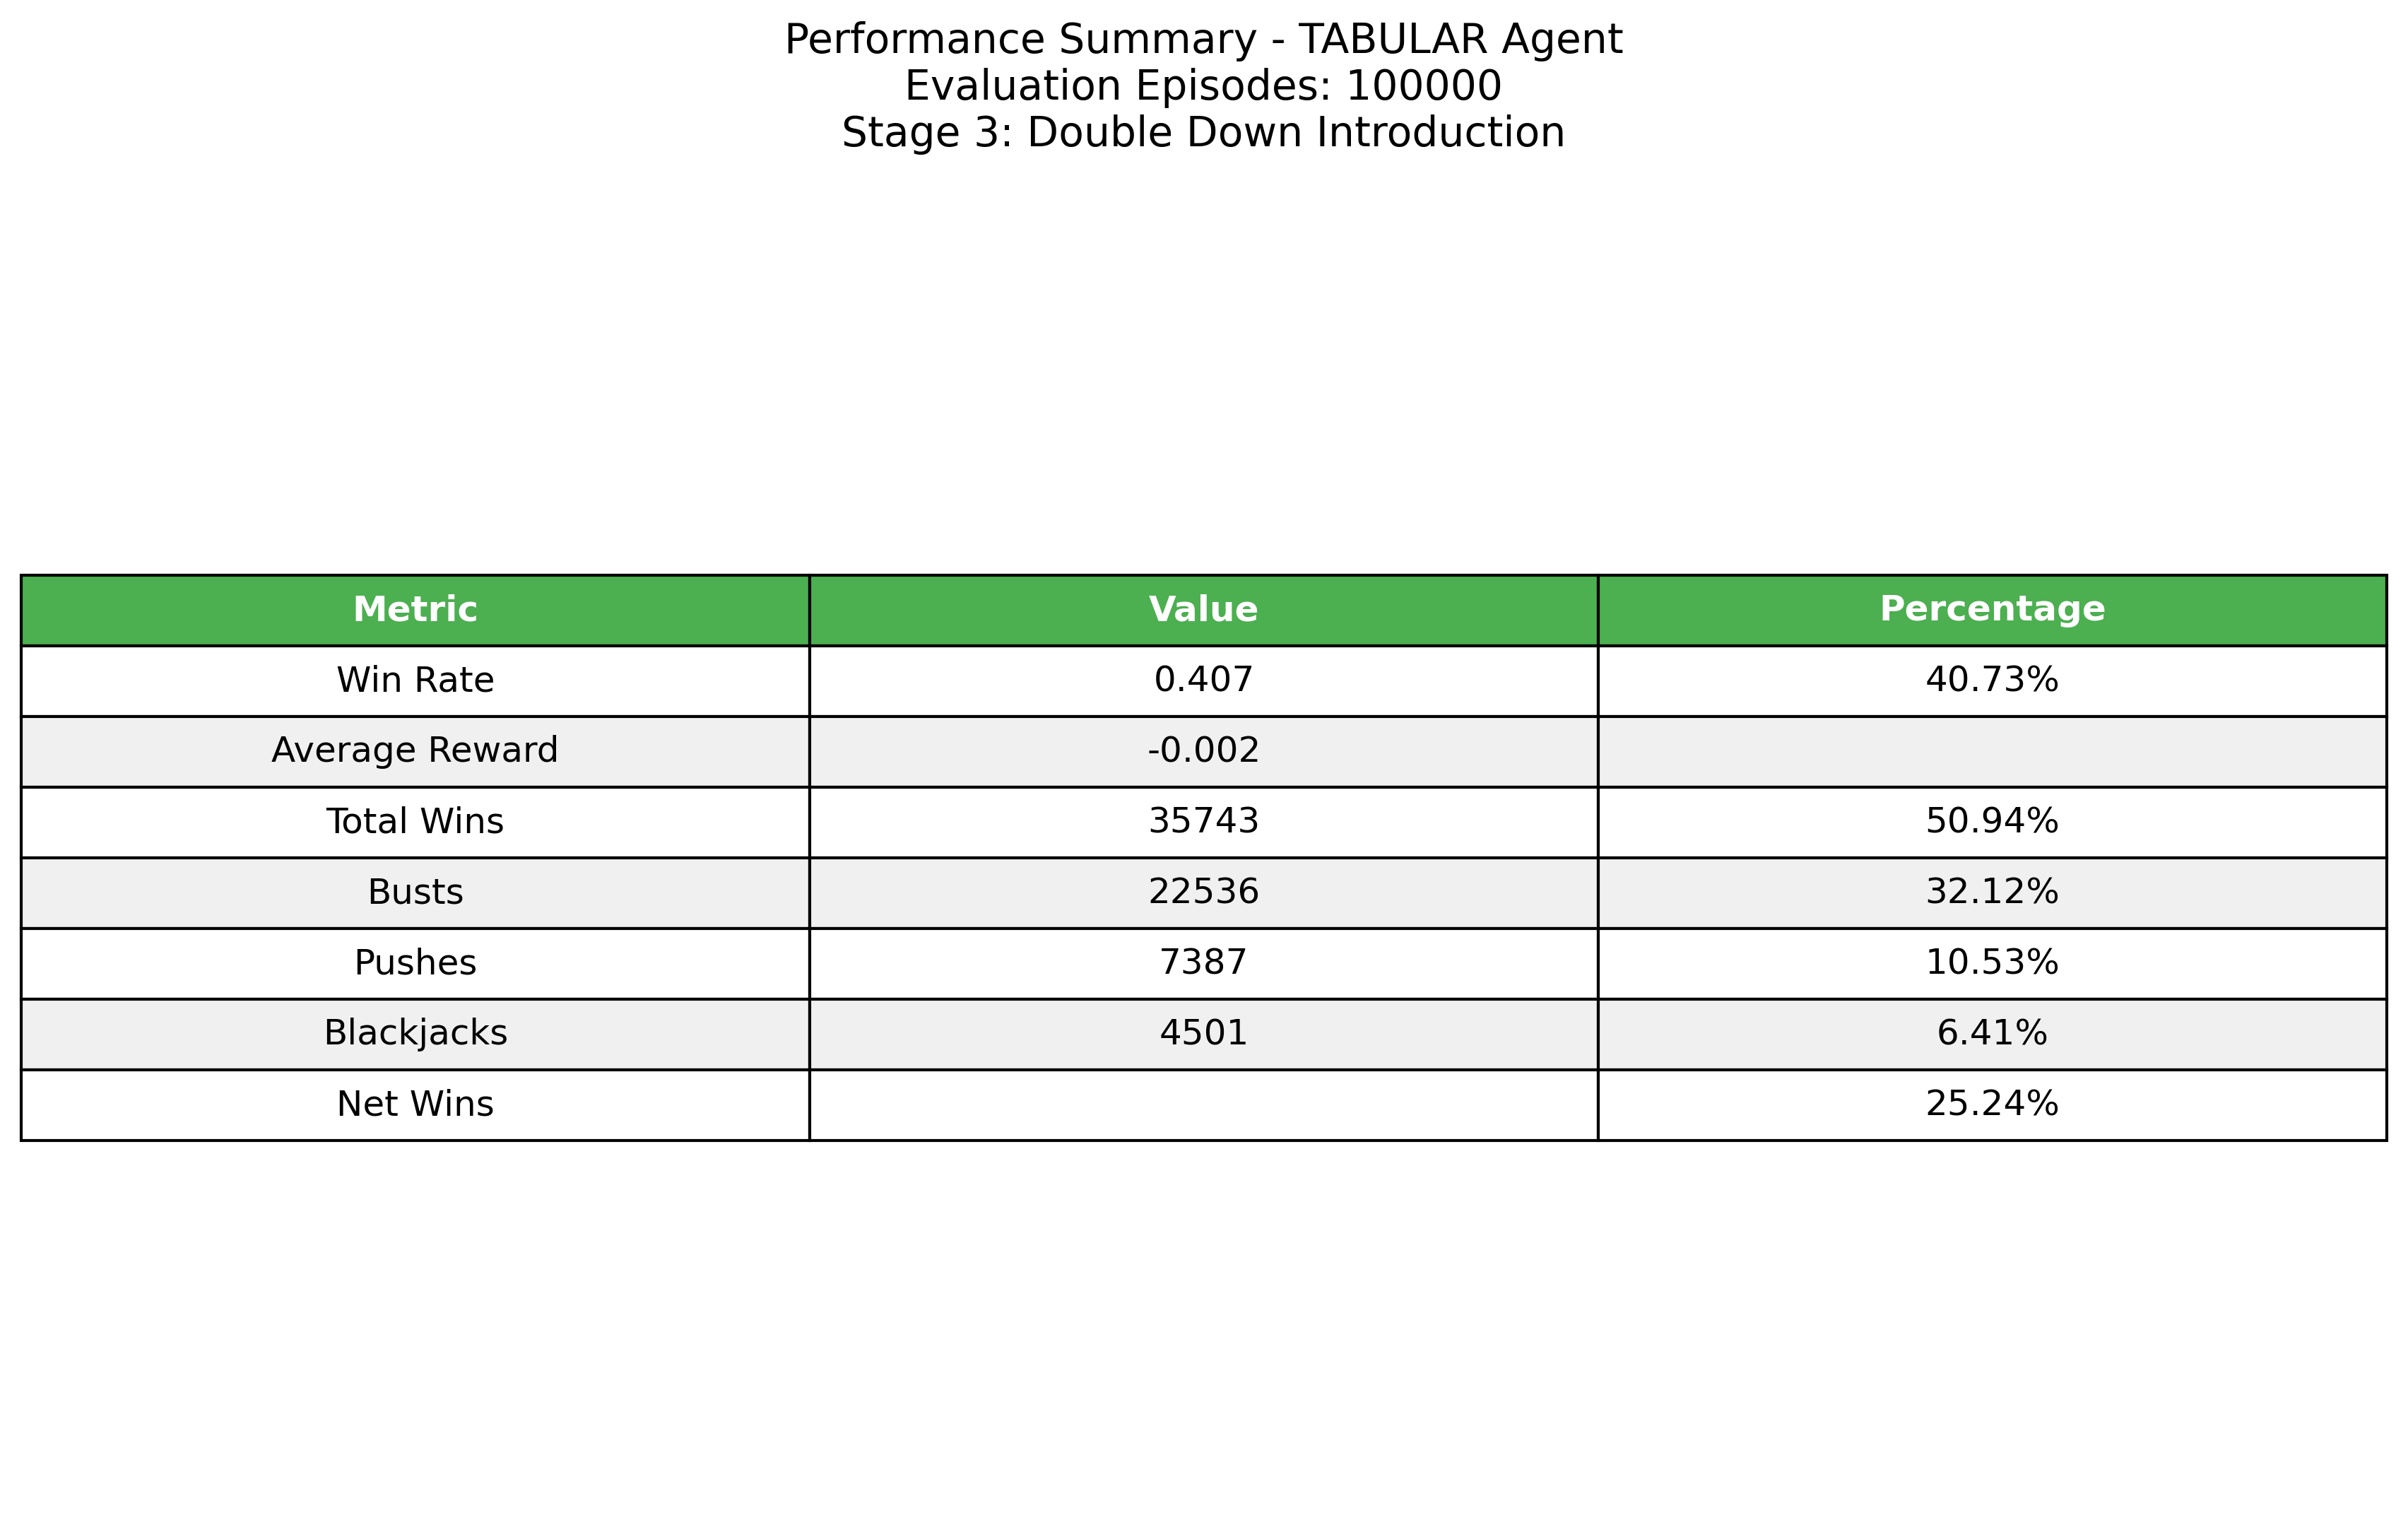 Performance Summary - TABULAR Agent
Evaluation Episodes: 100000
Stage 3: Double Down Introduction
Metric Value Percentage
Win Rate 0.407 40.73%
Average Reward -0.002
Total Wins 35743 50.94%
Busts 22536 32.12%
Pushes 7387 10.53%
Blackjacks 4501 6.41%
Net Wins 25.24%